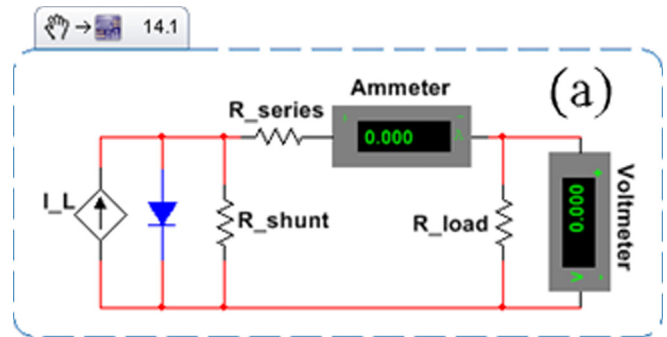 14.1
(a)
Ammeter
R_series
0.000
A
I_L
R_shunt
R_load
0.000
V
Voltmeter